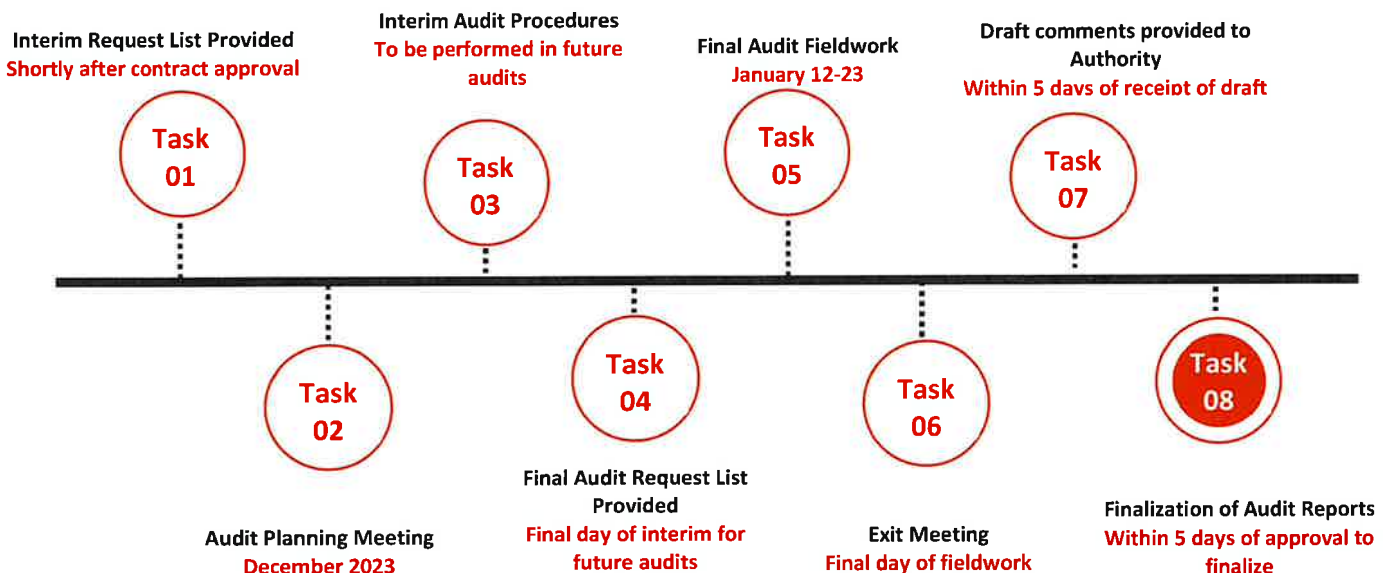 Interim Request List Provided
Shortly after contract approval
Task
01
Audit Planning Meeting
December 2023
Task
02
Interim Audit Procedures
To be performed in future
audits
Task
03
Final Audit Request List
Provided
Final day of interim for
future audits
Task
04
Final Audit Fieldwork
January 12-23
Task
05
Exit Meeting
Final day of fieldwork
Task
06
Draft comments provided to
Authority
Within 5 days of receipt of draft
Task
07
Finalization of Audit Reports
Within 5 days of approval to
finalize
Task
08